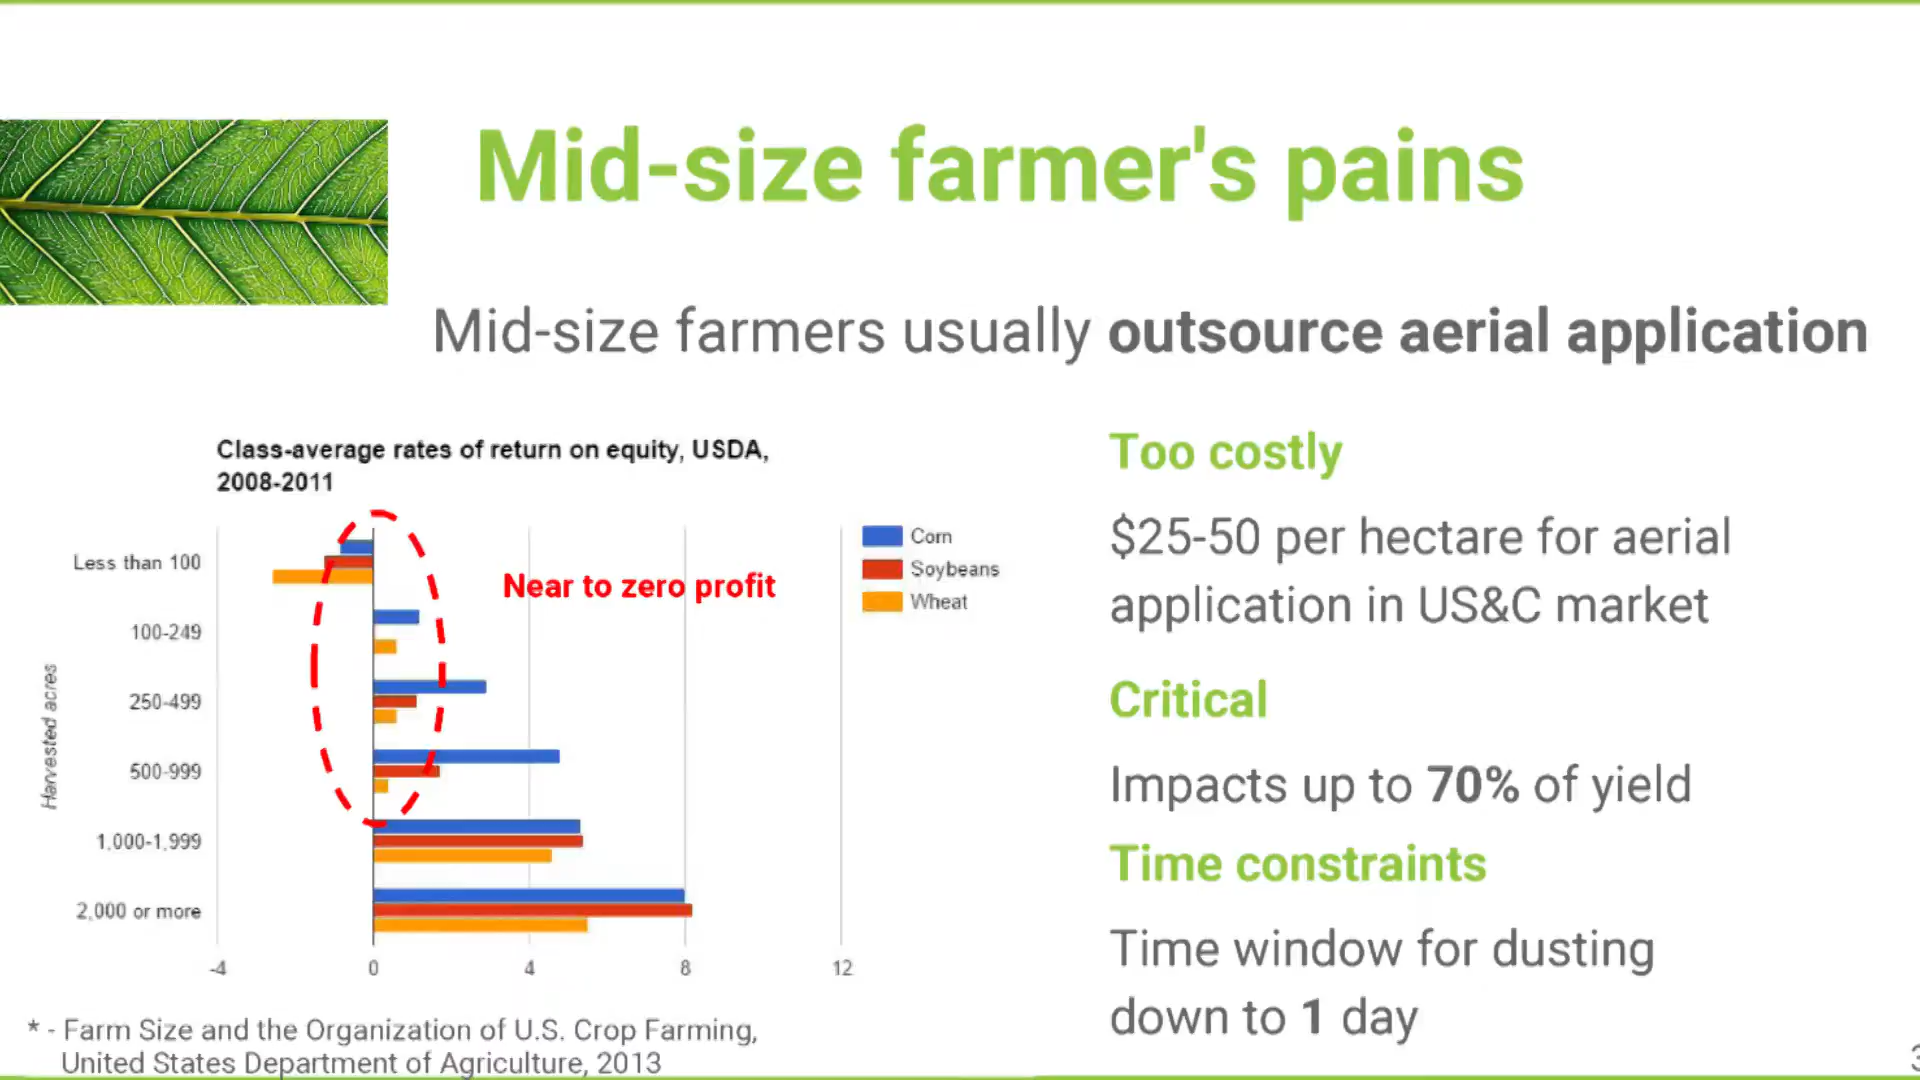 Mid-size farmer's pains
Mid-size farmers usually outsource aerial application
Class-average rates of return on equity, USDA,
2008-2011
Harvested acres
Less than 100
100-249
250-499
500-999
1,000-1,999
2,000 or more
-4
0
4
8
12
Near to zero profit
Corn
Soybeans
Wheat
* - Farm Size and the Organization of U.S. Crop Farming,
United States Department of Agriculture, 2013
Too costly
$25-50 per hectare for aerial
application in US&C market
Critical
Impacts up to 70% of yield
Time constraints
Time window for dusting
down to 1 day